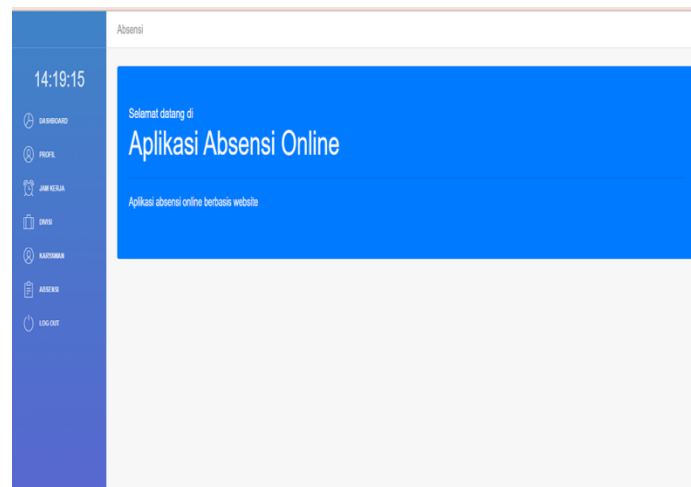 Absensi
14:19:15
DASHBOARD
PROFIL
JAM KERJA
DIVISI
KARYAWAN
ABSENSI
LOG OUT
Selamat datang di
Aplikasi Absensi Online
Aplikasi absensi online berbasis website